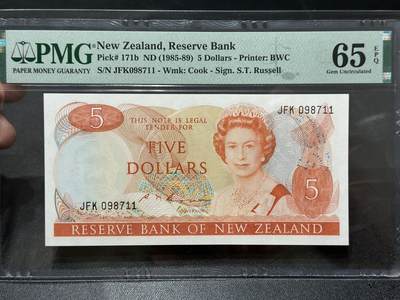 PMG
PAPER MONEY GUARANTY
New Zealand, Reserve Bank
Pick# 171b ND (1985-89) 5 Dollars - Printer: BWC
S/N JFK098711 - Wmk: Cook - Sign. S.T. Russell
65 EPQ
Gem Uncirculated
5
THIS NOTE IS LEGAL
TENDER FOR
JFK 098711
FIVE
DOLLARS
5
JFK 098711
RESERVE BANK OF NEW ZEALAND